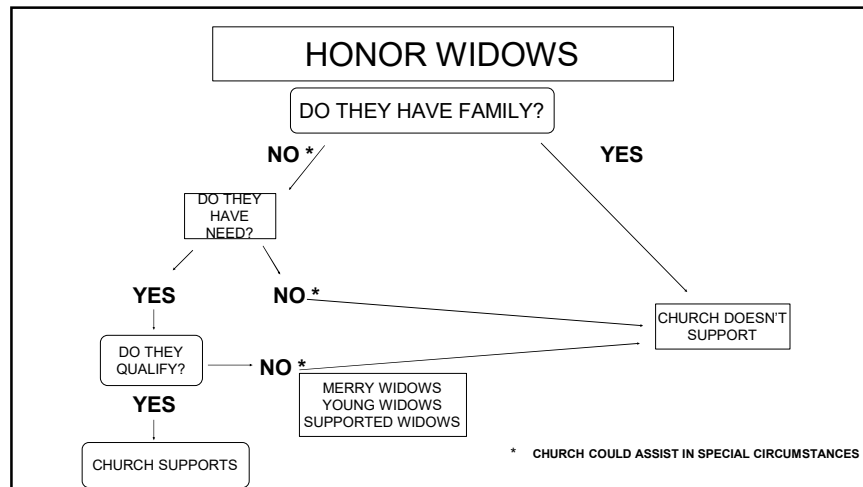 HONOR WIDOWS
DO THEY HAVE FAMILY?
NO *
YES
DO THEY
HAVE
NEED?
YES
NO *
CHURCH DOESN'T
SUPPORT
DO THEY
QUALIFY?
NO *
MERRY WIDOWS
YOUNG WIDOWS
SUPPORTED WIDOWS
YES
CHURCH SUPPORTS
* CHURCH COULD ASSIST IN SPECIAL CIRCUMSTANCES